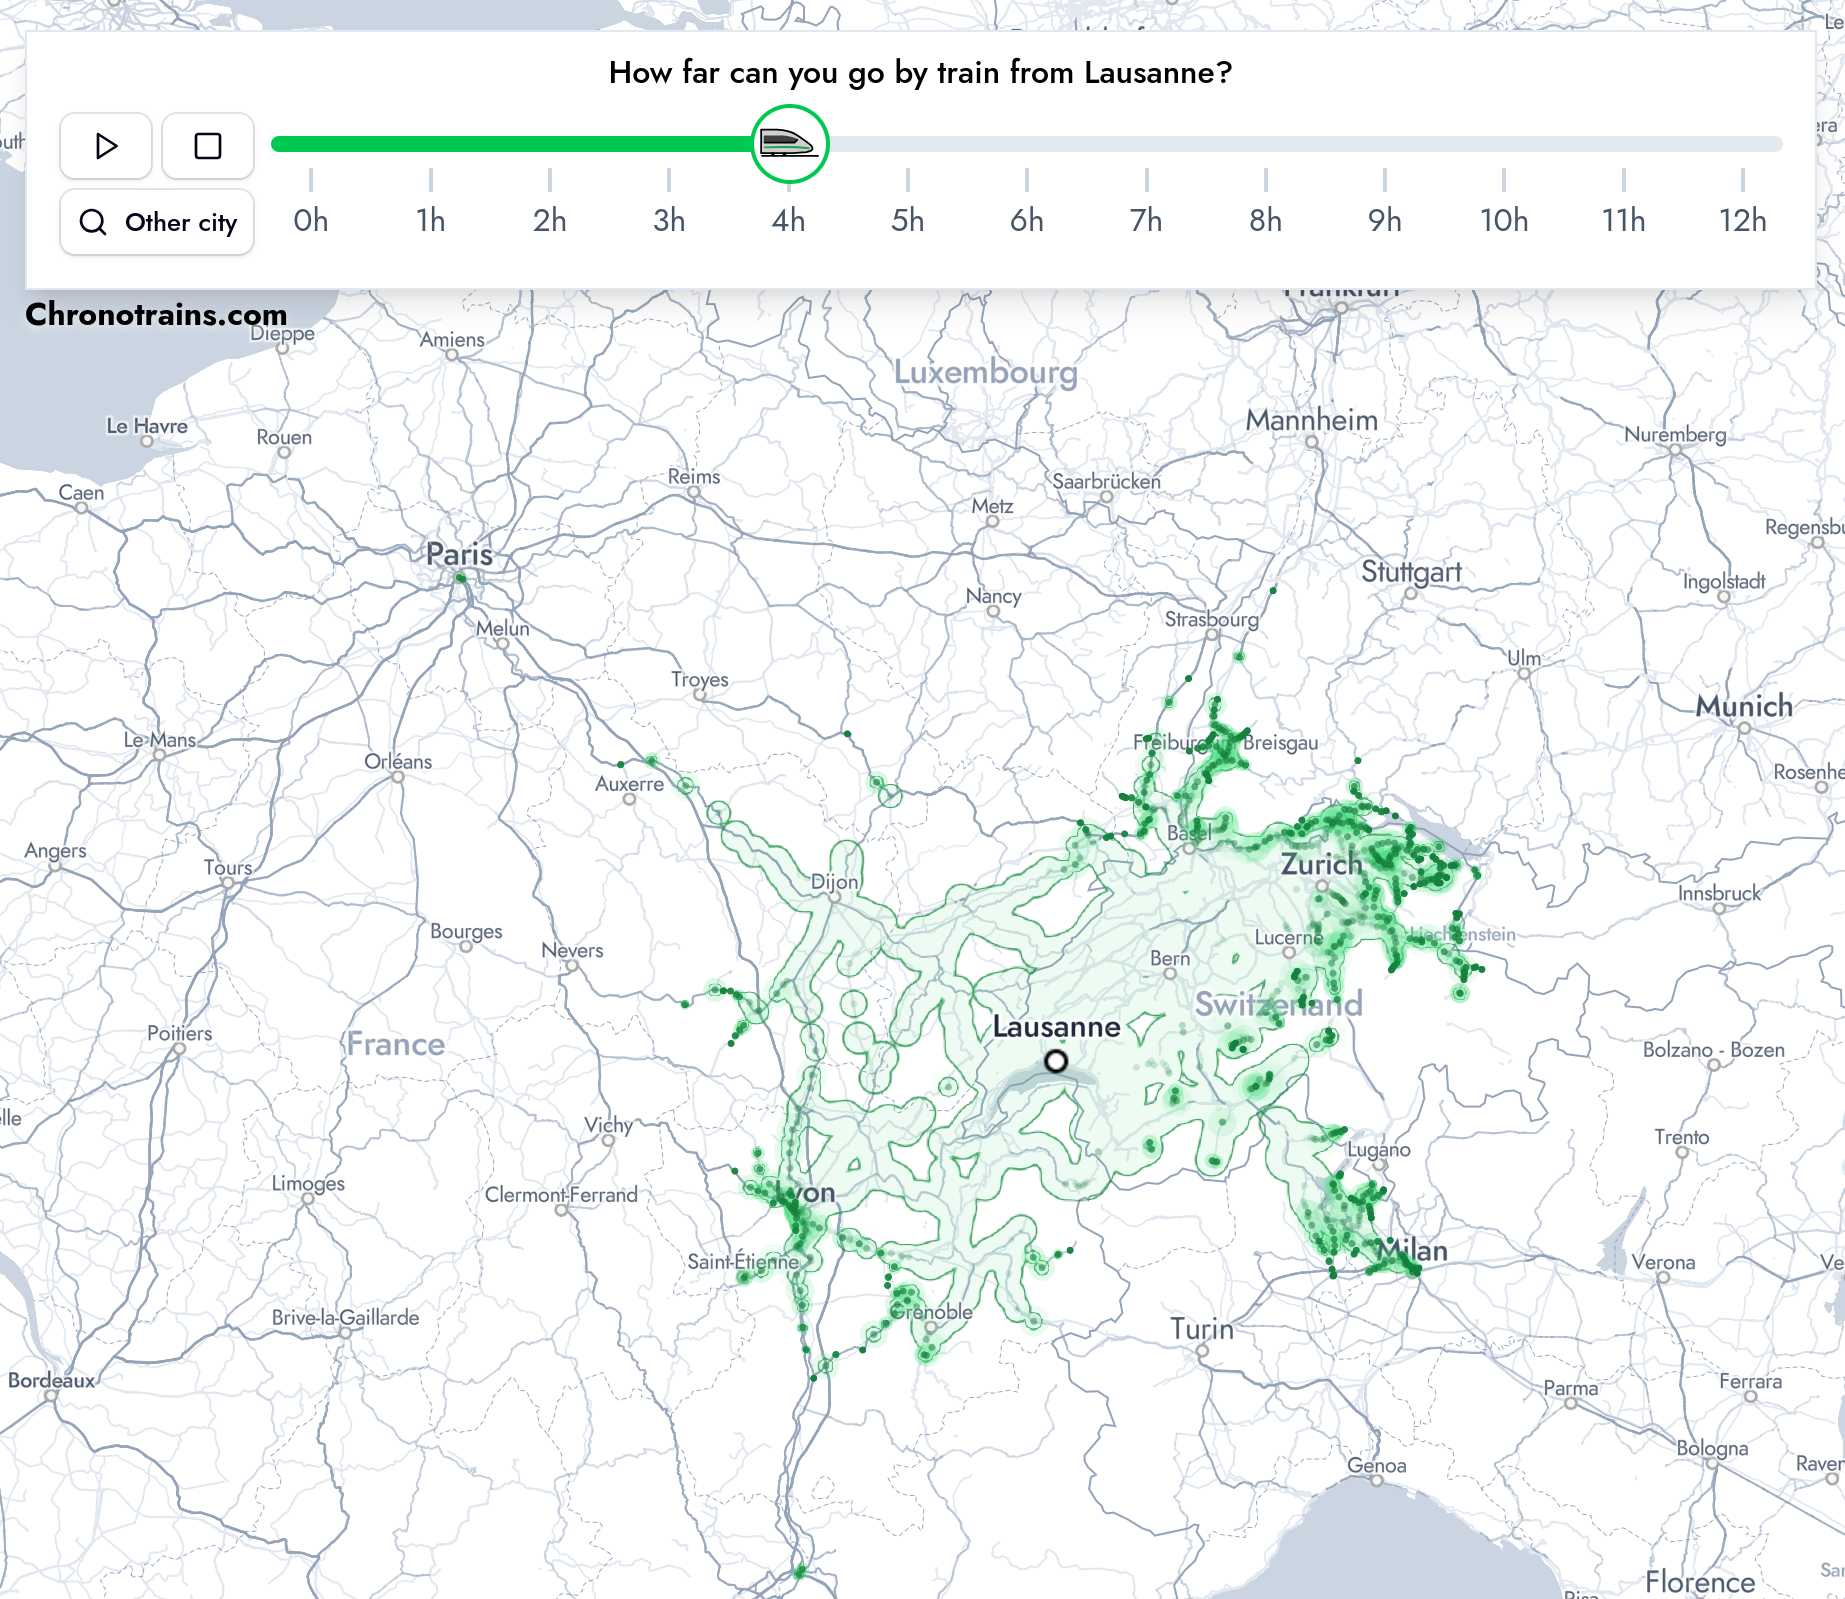 How far can you go by train from Lausanne?
Other city
0h 1h 2h 3h 4h 5h 6h 7h 8h 9h 10h 11h 12h
Chronotrains.com
Dieppe
Amiens
Luxembourg
Le Havre
Mannheim
Rouen
Nuremberg
Reims
Saarbrücken
Caen
Metz
Paris
Stuttgart
Ingolstadt
Nancy
Strasbourg
Melun
Ulm
Troyes
Munich
Le Mans
Freiburg Breisgau
Orléans
Auxerre
Basel
Angers
Zurich
Tours
Dijon
Innsbruck
Bourges
Lucerne
Liechtenstein
Nevers
Bern
Switzerland
Lausanne
Poitiers
France
Bolzano - Bozen
Vichy
Trento
Lugano
Limoges
Clermont-Ferrand
Lyon
Milan
Saint-Étienne
Verona
Grenoble
Brive-la-Gaillarde
Turin
Bordeaux
Parma
Ferrara
Bologna
Genoa
Florence